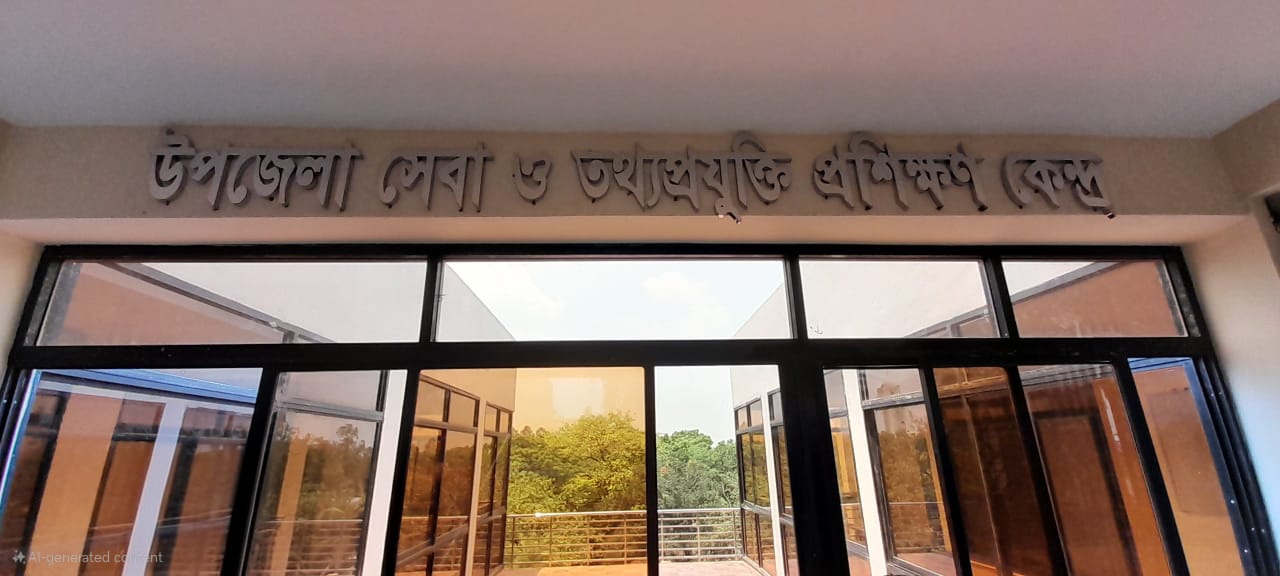 উপজেলা সেবা ও তথ্যপ্রযুক্তি প্রশিক্ষণ কেন্দ্র
AI-generated content